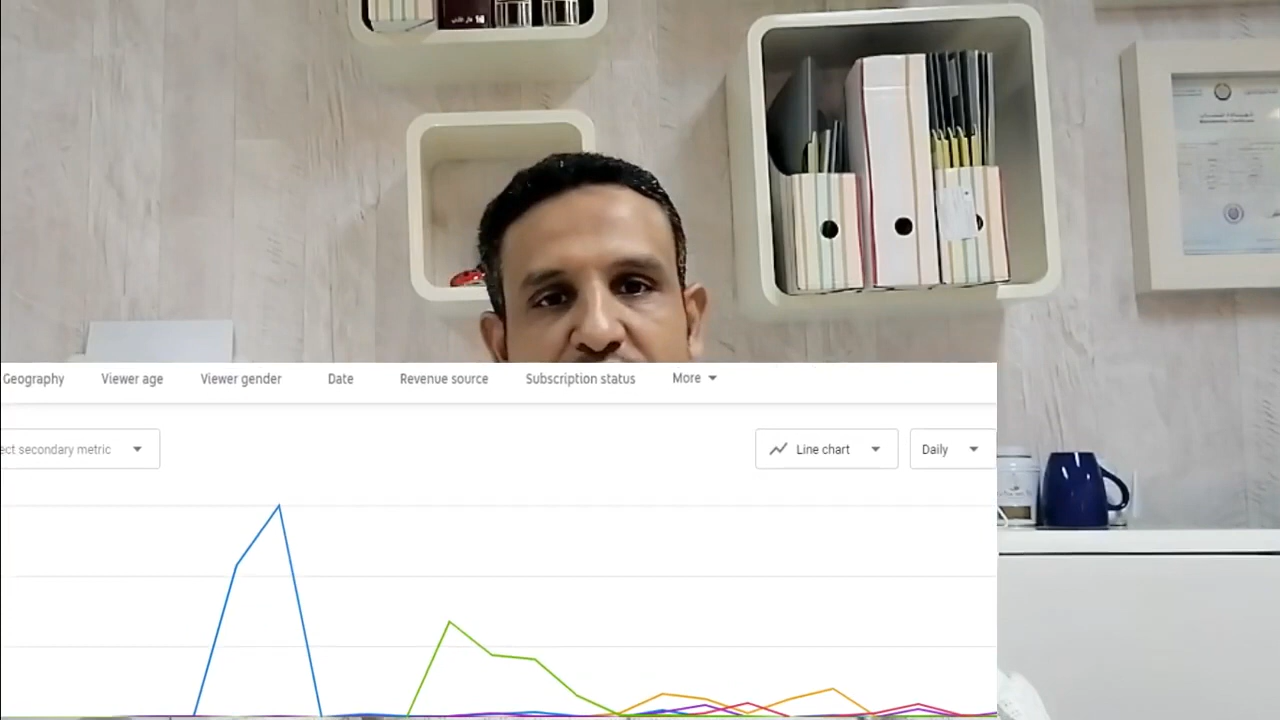 Geography Viewer age Viewer gender Date Revenue source Subscription status More
ect secondary metric Line chart Daily